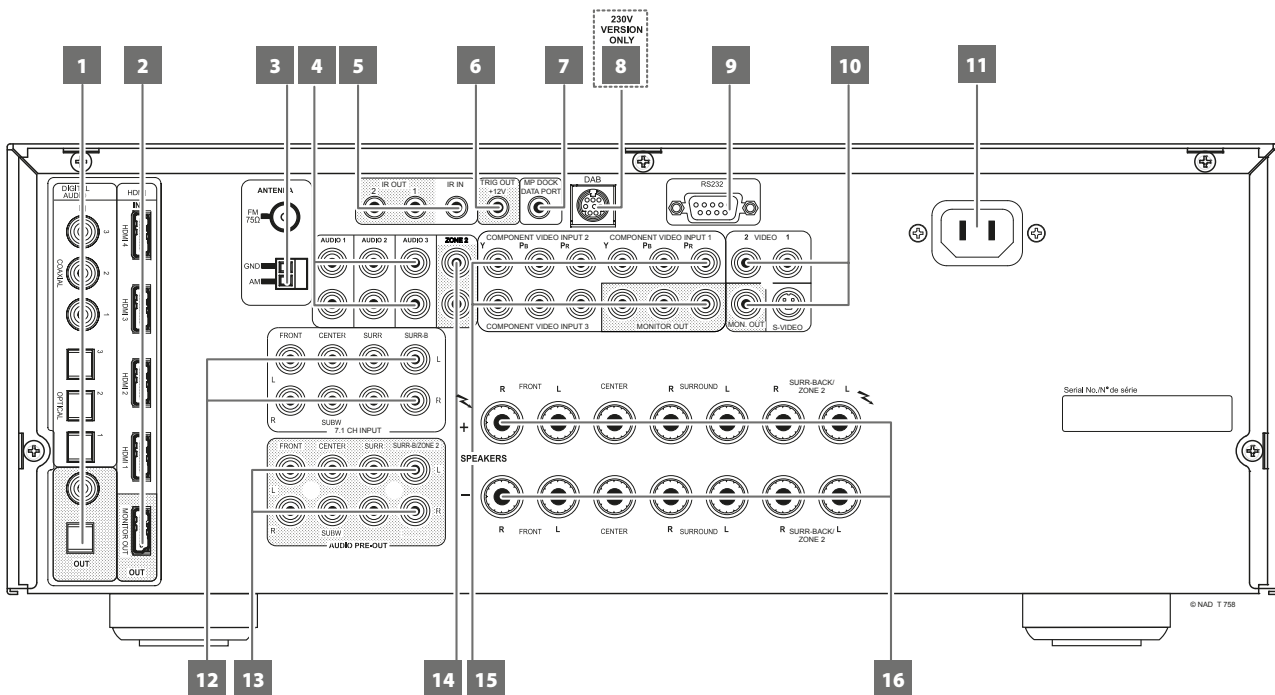 230V
VERSION
ONLY
1
2
3
4
5
6
7
8
9
10
11
DIGITAL
AUDIO
IN
3
COAXIAL
2
1
3
OPTICAL
2
1
OUT
HDMI
IN
HDMI 4
HDMI 3
HDMI 2
HDMI 1
MONITOR OUT
OUT
ANTENNA
FM
75Ω
GND
AM
IR OUT
2 1
IR IN
TRIG OUT
+12V
MP DOCK
DATA PORT
DAB
RS232
AUDIO 1
AUDIO 2
AUDIO 3
ZONE 2
COMPONENT VIDEO INPUT 2
Y PB PR
COMPONENT VIDEO INPUT 1
Y PB PR
2 VIDEO 1
COMPONENT VIDEO INPUT 3
MONITOR OUT
MON. OUT
S-VIDEO
FRONT CENTER SURR SURR-B
L
L
R
R
SUBW
7.1 CH INPUT
FRONT CENTER SURR SURR-B/ZONE 2
L
L
R
R
SUBW
AUDIO PRE-OUT
R FRONT L CENTER R SURROUND L R SURR-BACK/ L
ZONE 2
+
SPEAKERS
–
R FRONT L CENTER R SURROUND L R SURR-BACK/ L
ZONE 2
Serial No./N° de série
© NAD T 758
12
13
14
15
16